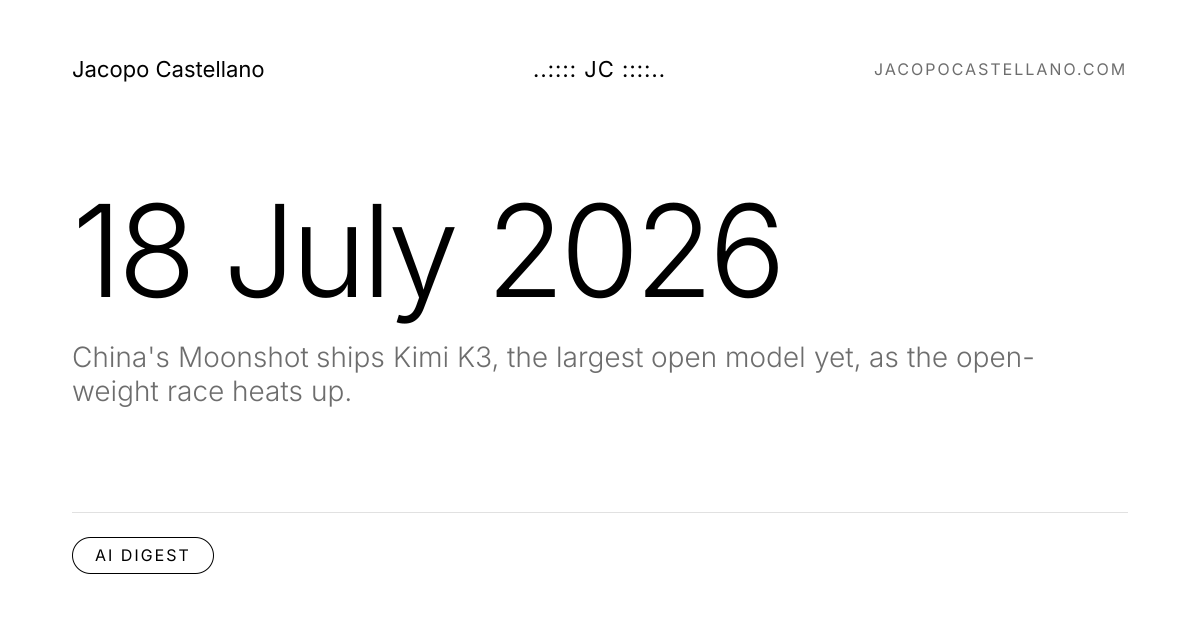 Jacopo Castellano
..:::: JC ::::..
JACOPOCASTELLANO.COM
18 July 2026
China's Moonshot ships Kimi K3, the largest open model yet, as the open-
weight race heats up.
AI DIGEST